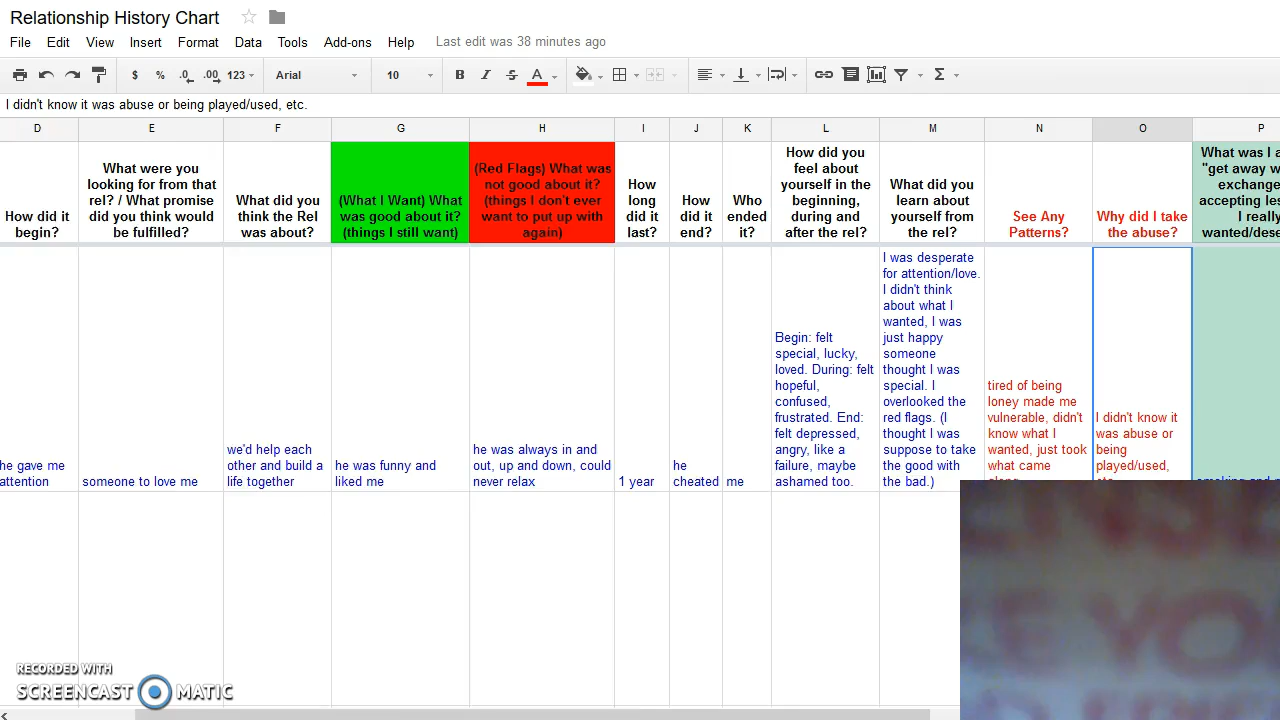 Relationship History Chart
File Edit View Insert Format Data Tools Add-ons Help Last edit was 38 minutes ago
$ % .0 .00 123 Arial 10 B I S A Σ
I didn't know it was abuse or being played/used, etc.
D E F G H I J K L M N O P
How did it
begin?
What were you
looking for from that
rel? / What promise
did you think would
be fulfilled?
What did you
think the Rel
was about?
(What I Want) What
was good about it?
(things I still want)
(Red Flags) What was
not good about it?
(things I don't ever
want to put up with
again)
How
long
did it
last?
How
did it
end?
Who
ended
it?
How did you
feel about
yourself in the
beginning,
during and
after the rel?
What did you
learn about
yourself from
the rel?
See Any
Patterns?
Why did I take
the abuse?
What was I
"get away
exchange
accepting
I really
he gave me
attention
someone to love me
we'd help each
other and build a
life together
he was funny and
liked me
he was always in and
out, up and down, could
never relax
1 year
he
cheated
me
Begin: felt
special, lucky,
loved. During: felt
hopeful,
confused,
frustrated. End:
felt depressed,
angry, like a
failure, maybe
ashamed too.
I was desperate
for attention/love.
I didn't think
about what I
wanted, I was
just happy
someone
thought I was
special. I
overlooked the
red flags. (I
thought I was
suppose to take
the good with
the bad.)
tired of being
loney made me
vulnerable, didn't
know what I
wanted, just took
what came
I didn't know it
was abuse or
being
played/used,
YO
RECORDED WITH
SCREENCAST MATIC